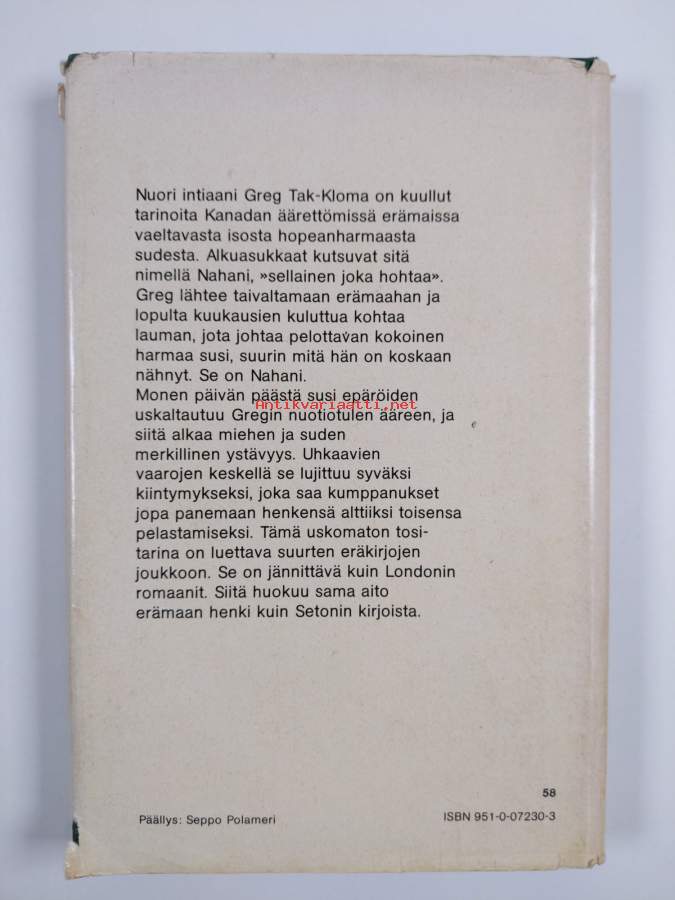 Nuori intiaani Greg Tak-Kloma on kuullut
tarinoita Kanadan äärettömissä erämaissa
vaeltavasta isosta hopeanharmaasta
sudesta. Alkuasukkaat kutsuvat sitä
nimellä Nahani, »sellainen joka hohtaa».
Greg lähtee taivaltamaan erämaahan ja
lopulta kuukausien kuluttua kohtaa
lauman, jota johtaa pelottavan kokoinen
harmaa susi, suurin mitä hän on koskaan
nähnyt. Se on Nahani.
Monen päivän päästä susi epäröiden
Antikvariaatti.net
uskaltautuu Gregin nuotiotulen ääreen, ja
siitä alkaa miehen ja suden
merkillinen ystävyys. Uhkaavien
vaarojen keskellä se lujittuu syväksi
kiintymykseksi, joka saa kumppanukset
jopa panemaan henkensä alttiiksi toisensa
pelastamiseksi. Tämä uskomaton tosi-
tarina on luettava suurten eräkirjojen
joukkoon. Se on jännittävä kuin Londonin
romaanit. Siitä huokuu sama aito
erämaan henki kuin Setonin kirjoista.
58
Päällys: Seppo Polameri
ISBN 951-0-07230-3